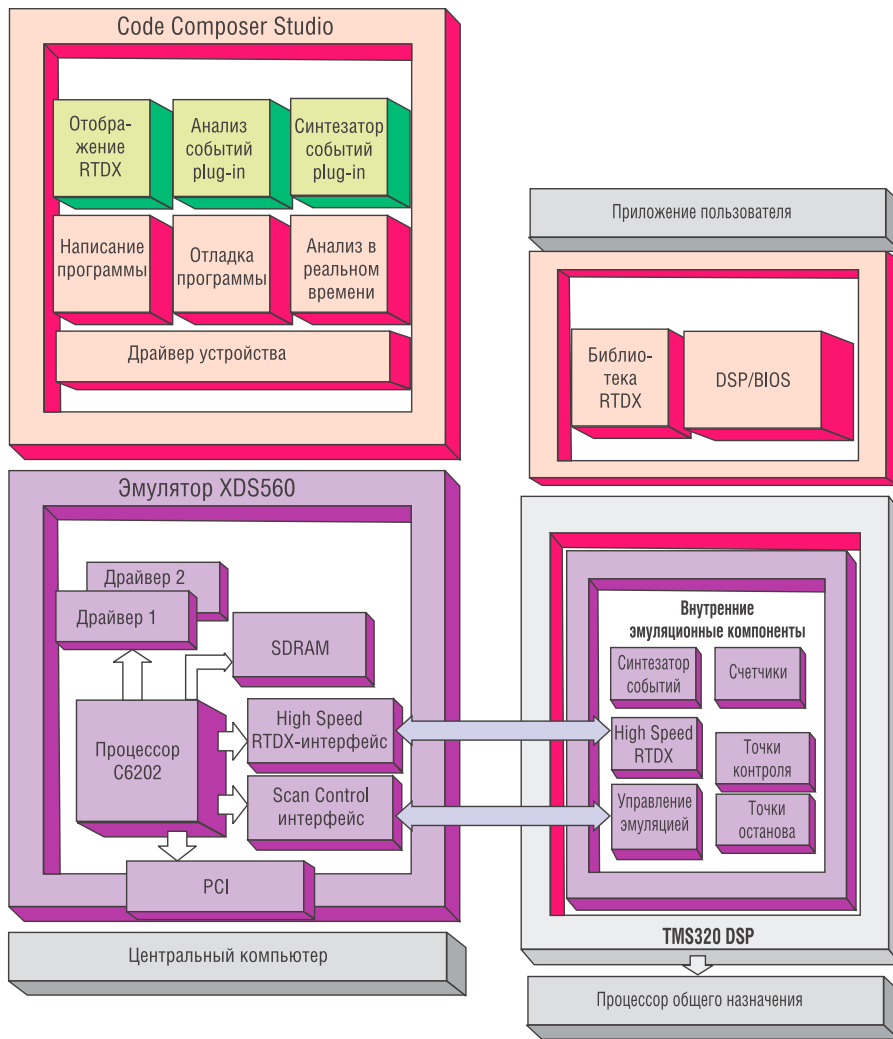 Code Composer Studio
Отобра-
жение
RTDX
Анализ
событий
plug-in
Синтезатор
событий
plug-in
Написание
программы
Отладка
программы
Анализ в
реальном
времени
Драйвер устройства
Приложение пользователя
Библио-
тека
RTDX
DSP/BIOS
Эмулятор XDS560
Драйвер 2
Драйвер 1
SDRAM
Процессор
C6202
High Speed
RTDX-интерфейс
Scan Control
интерфейс
PCI
Центральный компьютер
Внутренние
эмуляционные компоненты
Синтезатор
событий
Счетчики
High Speed
RTDX
Точки
контроля
Управление
эмуляцией
Точки
останова
TMS320 DSP
Процессор общего назначения